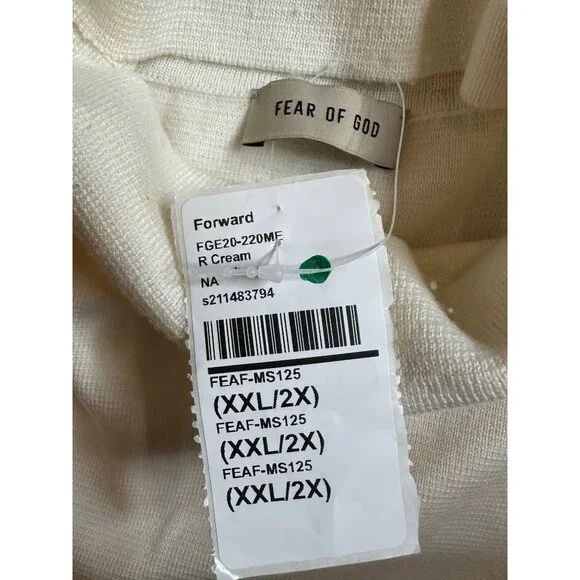 FEAR OF GOD
Forward
FGE20-220MER
R Cream
NA
s211483794
FEAF-MS125
(XXL/2X)
FEAF-MS125
(XXL/2X)
FEAF-MS125
(XXL/2X)